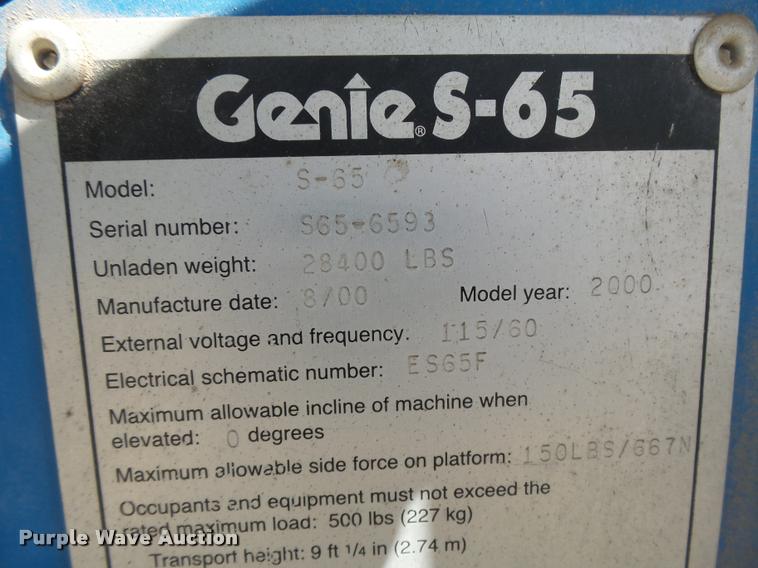 Genie® S-65
Model: S-65
Serial number: S65-6593
Unladen weight: 28400 LBS
Manufacture date: 8/00 Model year: 2000
External voltage and frequency: 115/60
Electrical schematic number: ES65F
Maximum allowable incline of machine when
elevated: 0 degrees
Maximum allowable side force on platform: 150LBS/667N
Occupants and equipment must not exceed the
rated maximum load: 500 lbs (227 kg)
Transport height: 9 ft 1/4 in (2.74 m)
Purple Wave Auction